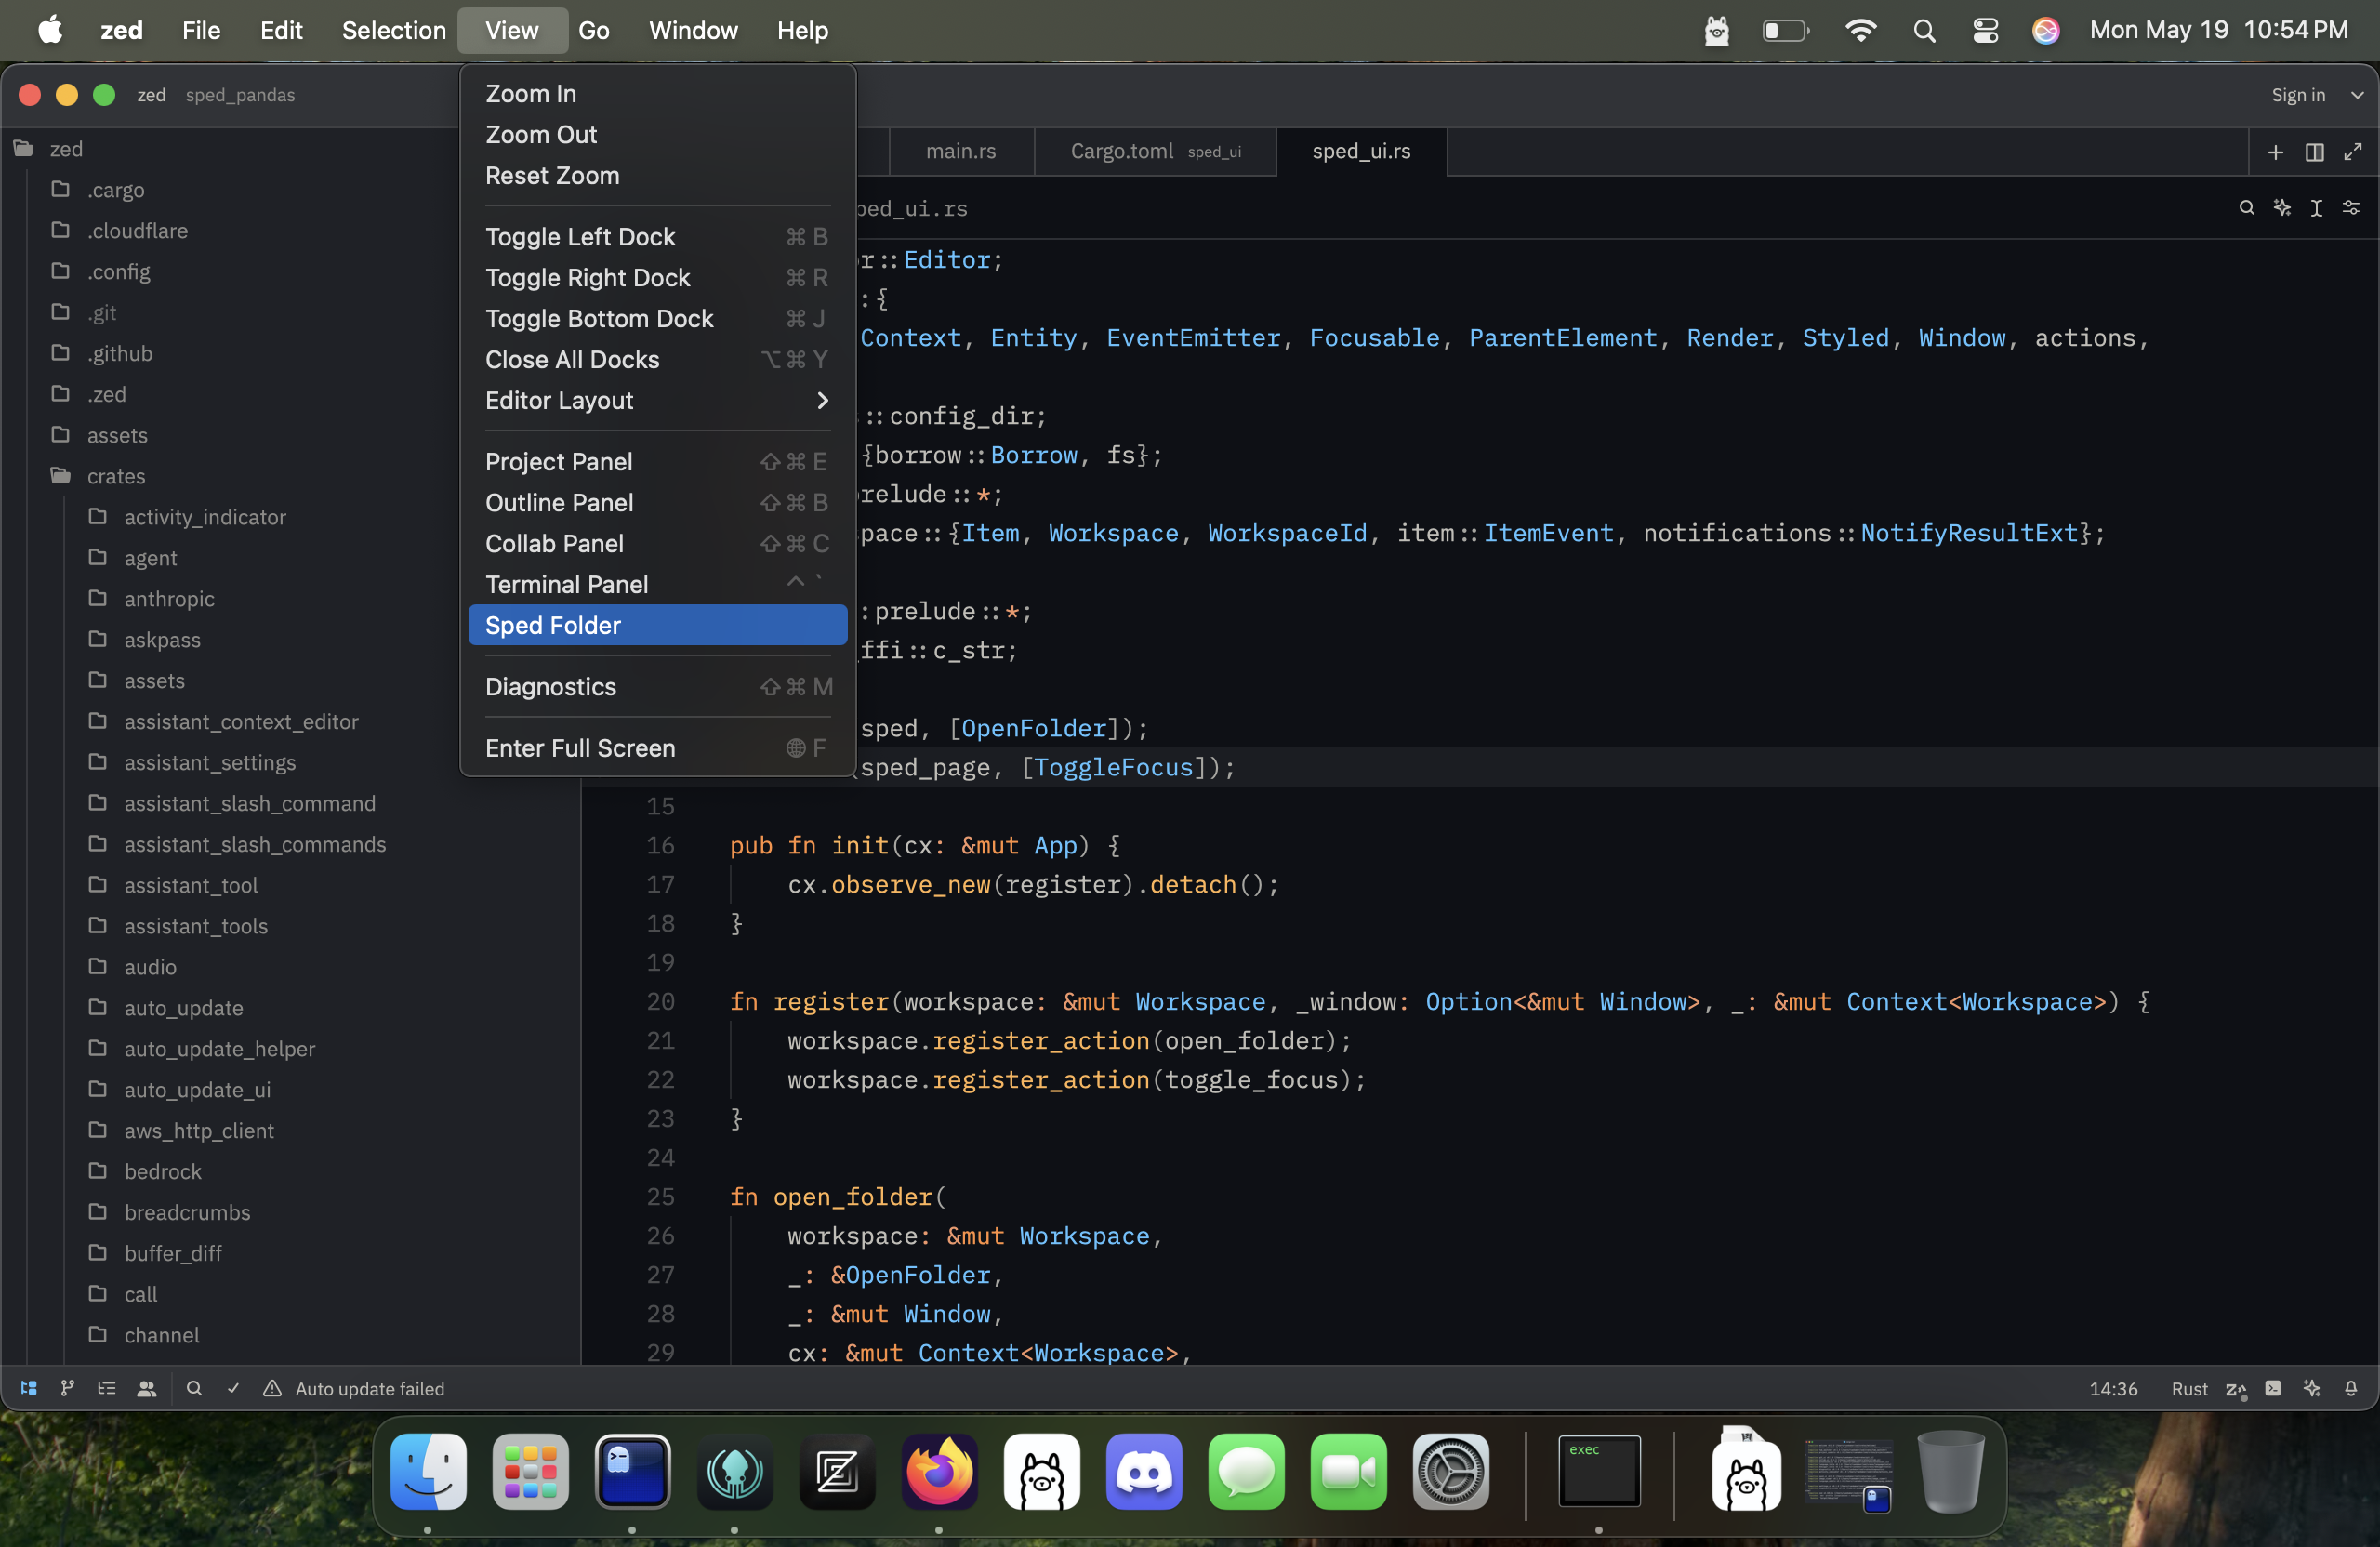 zed File Edit Selection View Go Window Help Mon May 19 10:54 PM
zed sped_pandas Sign in
main.rs Cargo.toml sped_ui sped_ui.rs
Zoom In
Zoom Out
Reset Zoom
Toggle Left Dock ⌘ B
Toggle Right Dock ⌘ R
Toggle Bottom Dock ⌘ J
Close All Docks ⌥ ⌘ Y
Editor Layout
Project Panel ⇧ ⌘ E
Outline Panel ⇧ ⌘ B
Collab Panel ⇧ ⌘ C
Terminal Panel ^ `
Sped Folder
Diagnostics ⇧ ⌘ M
Enter Full Screen F
zed
.cargo
.cloudflare
.config
.git
.github
.zed
assets
crates
activity_indicator
agent
anthropic
askpass
assets
assistant_context_editor
assistant_settings
assistant_slash_command
assistant_slash_commands
assistant_tool
assistant_tools
audio
auto_update
auto_update_helper
auto_update_ui
aws_http_client
bedrock
breadcrumbs
buffer_diff
call
channel
ped_ui.rs
r::Editor;
:{
Context, Entity, EventEmitter, Focusable, ParentElement, Render, Styled, Window, actions,
::config_dir;
{borrow::Borrow, fs};
relude::*;
pace::{Item, Workspace, WorkspaceId, item::ItemEvent, notifications::NotifyResultExt};
:prelude::*;
ffi::c_str;
sped, [OpenFolder]);
(sped_page, [ToggleFocus]);
15
16 pub fn init(cx: &mut App) {
17 cx.observe_new(register).detach();
18 }
19
20 fn register(workspace: &mut Workspace, _window: Option<&mut Window>, _: &mut Context<Workspace>) {
21 workspace.register_action(open_folder);
22 workspace.register_action(toggle_focus);
23 }
24
25 fn open_folder(
26 workspace: &mut Workspace,
27 _: &OpenFolder,
28 _: &mut Window,
29 cx: &mut Context<Workspace>,
Auto update failed 14:36 Rust
exec